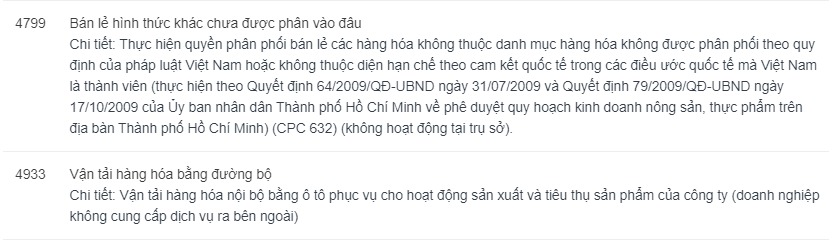 4799 Bán lẻ hình thức khác chưa được phân vào đâu
Chi tiết: Thực hiện quyền phân phối bán lẻ các hàng hóa không thuộc danh mục hàng hóa không được phân phối theo quy
định của pháp luật Việt Nam hoặc không thuộc diện hạn chế theo cam kết quốc tế trong các điều ước quốc tế mà Việt Nam
là thành viên (thực hiện theo Quyết định 64/2009/QĐ-UBND ngày 31/07/2009 và Quyết định 79/2009/QĐ-UBND ngày
17/10/2009 của Ủy ban nhân dân Thành phố Hồ Chí Minh về phê duyệt quy hoạch kinh doanh nông sản, thực phẩm trên
địa bàn Thành phố Hồ Chí Minh) (CPC 632) (không hoạt động tại trụ sở).
4933 Vận tải hàng hóa bằng đường bộ
Chi tiết: Vận tải hàng hóa nội bộ bằng ô tô phục vụ cho hoạt động sản xuất và tiêu thụ sản phẩm của công ty (doanh nghiệp
không cung cấp dịch vụ ra bên ngoài)